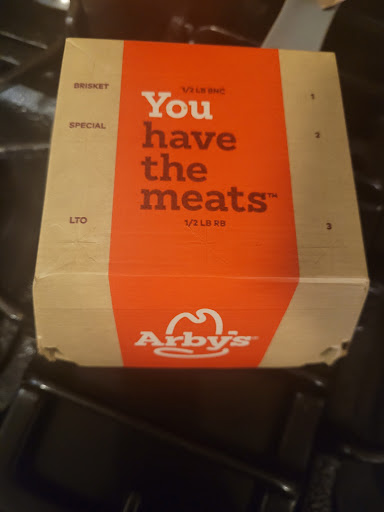 BRISKET
1/2 LB BNC
1
You
SPECIAL
have
2
the
meats™
LTO
1/2 LB RB
3
Arby's®